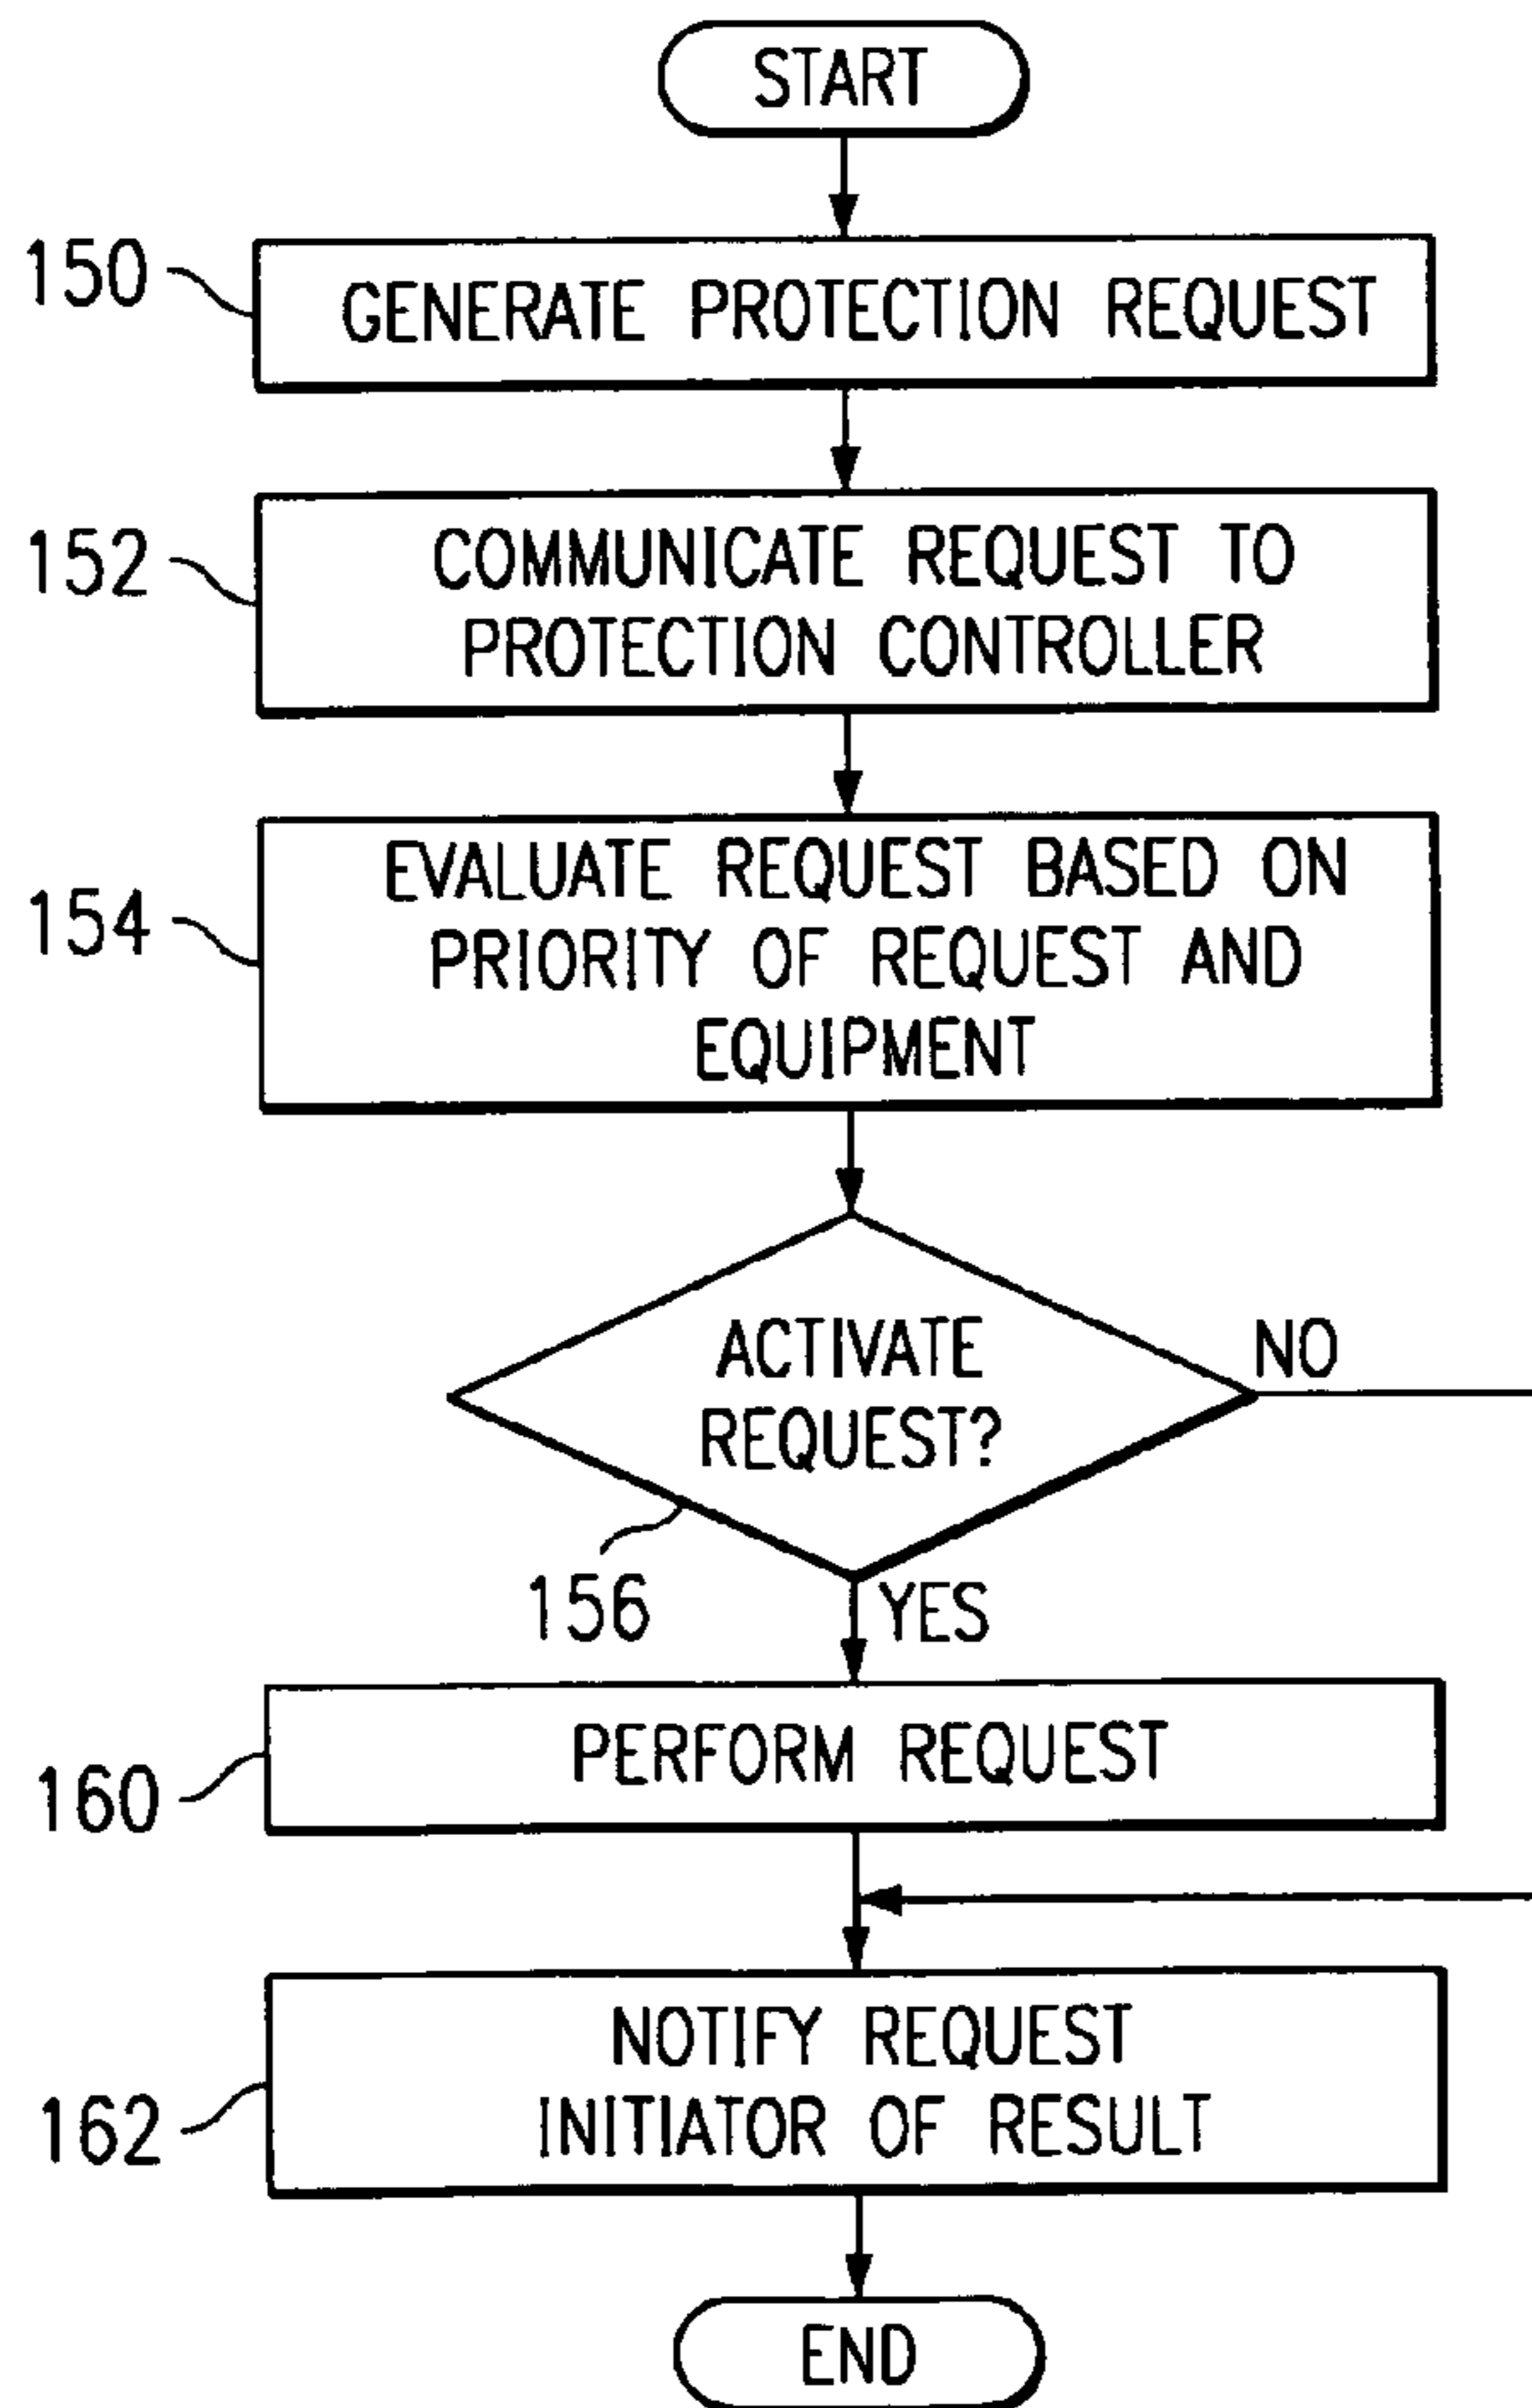 START
150
GENERATE PROTECTION REQUEST
152
COMMUNICATE REQUEST TO
PROTECTION CONTROLLER
154
EVALUATE REQUEST BASED ON
PRIORITY OF REQUEST AND
EQUIPMENT
ACTIVATE
REQUEST?
NO
156
YES
160
PERFORM REQUEST
162
NOTIFY REQUEST
INITIATOR OF RESULT
END